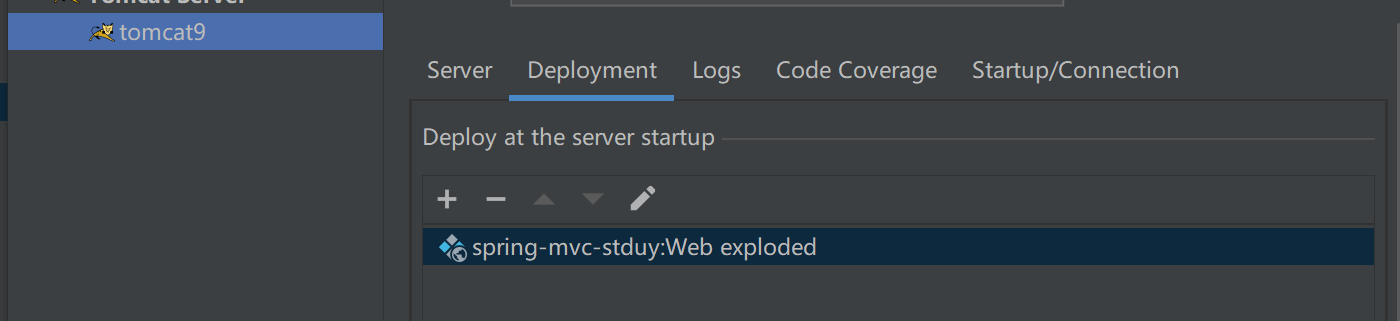 Tomcat Server
tomcat9
Server Deployment Logs Code Coverage Startup/Connection
Deploy at the server startup
spring-mvc-stduy:Web exploded